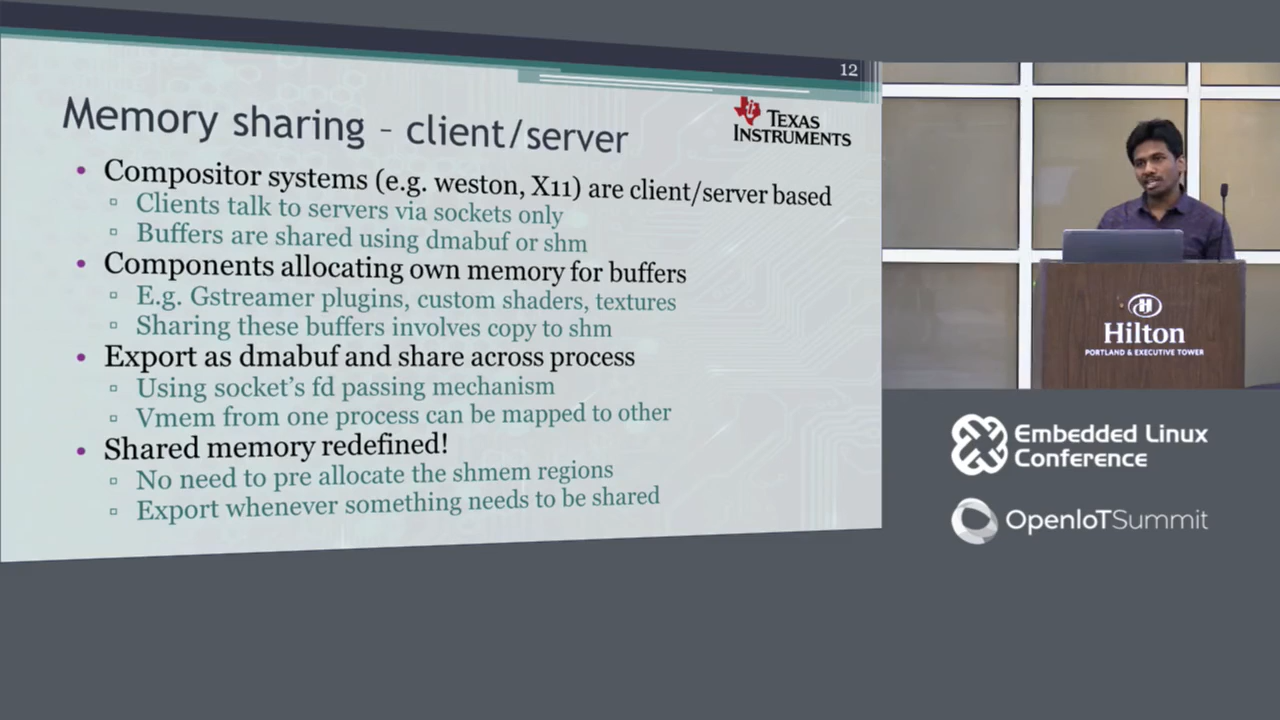 12
Memory sharing – client/server
TEXAS
INSTRUMENTS
• Compositor systems (e.g. weston, X11) are client/server based
▫ Clients talk to servers via sockets only
▫ Buffers are shared using dmabuf or shm
• Components allocating own memory for buffers
▫ E.g. Gstreamer plugins, custom shaders, textures
▫ Sharing these buffers involves copy to shm
• Export as dmabuf and share across process
▫ Using socket's fd passing mechanism
▫ Vmem from one process can be mapped to other
• Shared memory redefined!
▫ No need to pre allocate the shmem regions
▫ Export whenever something needs to be shared
H
Hilton
PORTLAND & EXECUTIVE TOWER
Embedded Linux
Conference
OpenIoTSummit